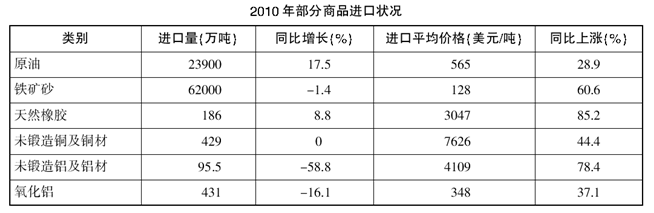 2010 年部分商品进口状况
类别 进口量{万吨} 同比增长{%} 进口平均价格{美元/吨} 同比上涨{%}
原油 23900 17.5 565 28.9
铁矿砂 62000 -1.4 128 60.6
天然橡胶 186 8.8 3047 85.2
未锻造铜及铜材 429 0 7626 44.4
未锻造铝及铝材 95.5 -58.8 4109 78.4
氧化铝 431 -16.1 348 37.1